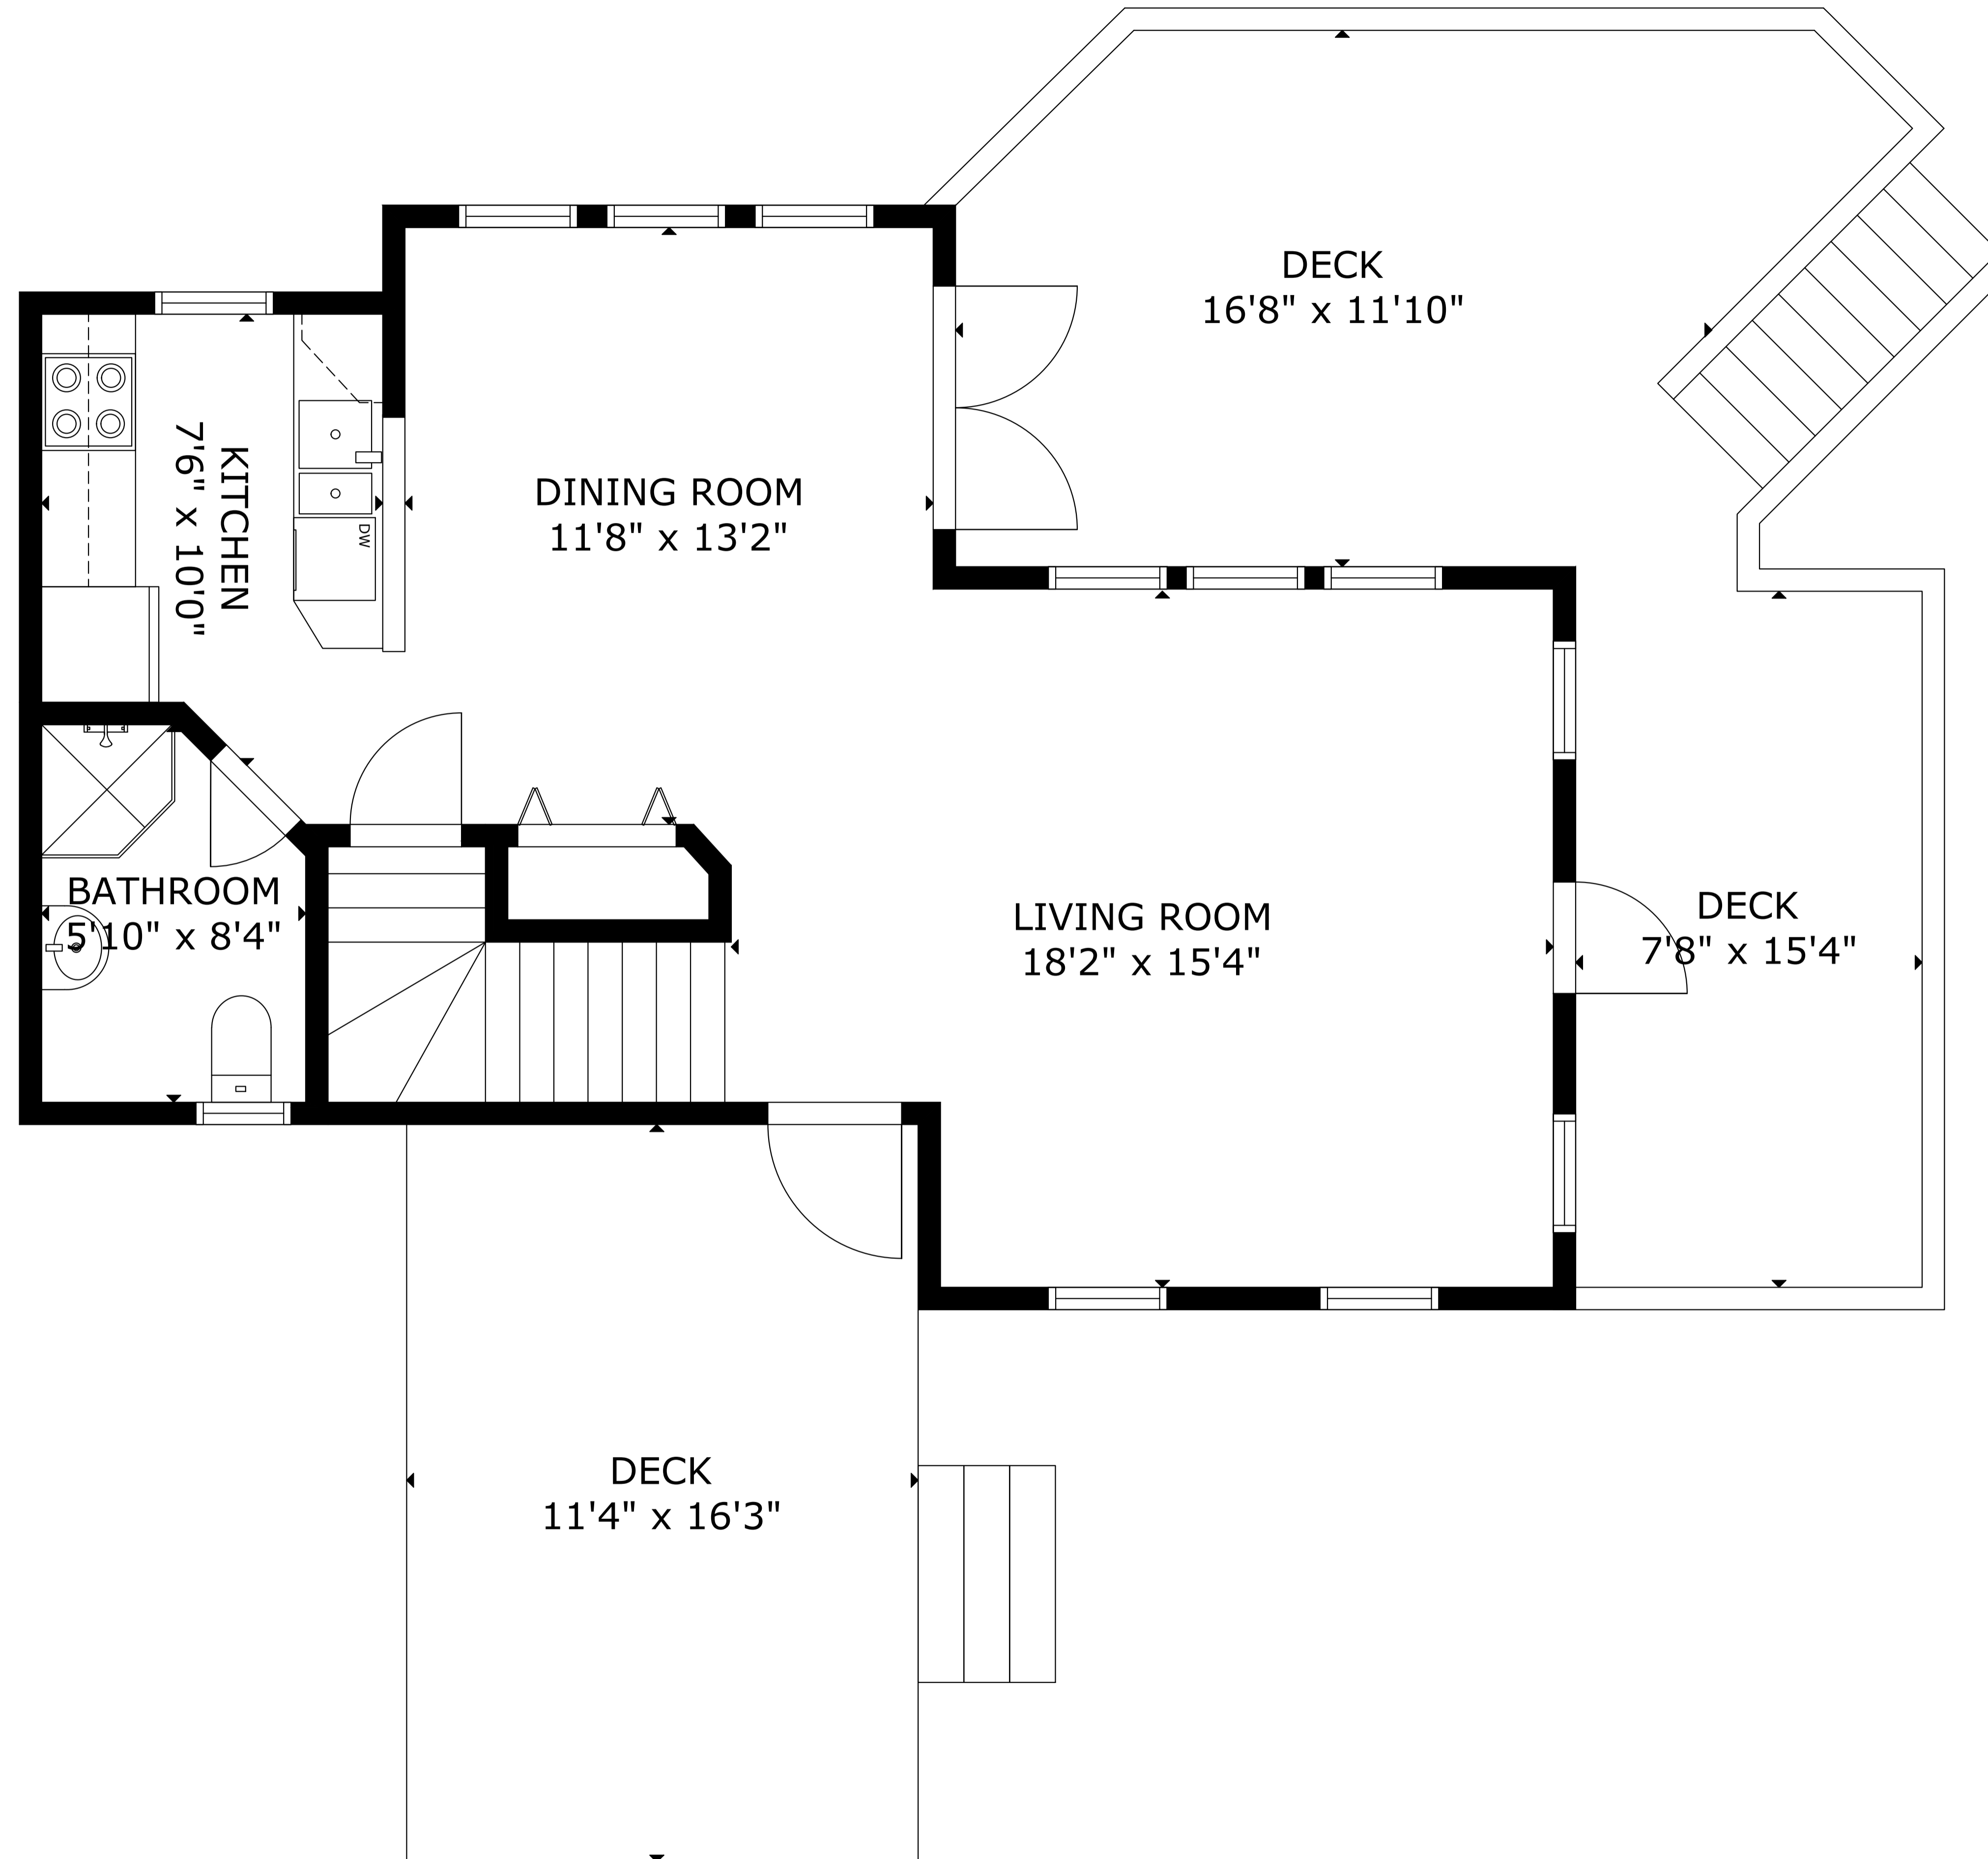 DECK
16'8" x 11'10"
KITCHEN
7'6" x 10'0"
DW
DINING ROOM
11'8" x 13'2"
BATHROOM
5'10" x 8'4"
LIVING ROOM
18'2" x 15'4"
DECK
7'8" x 15'4"
DECK
11'4" x 16'3"